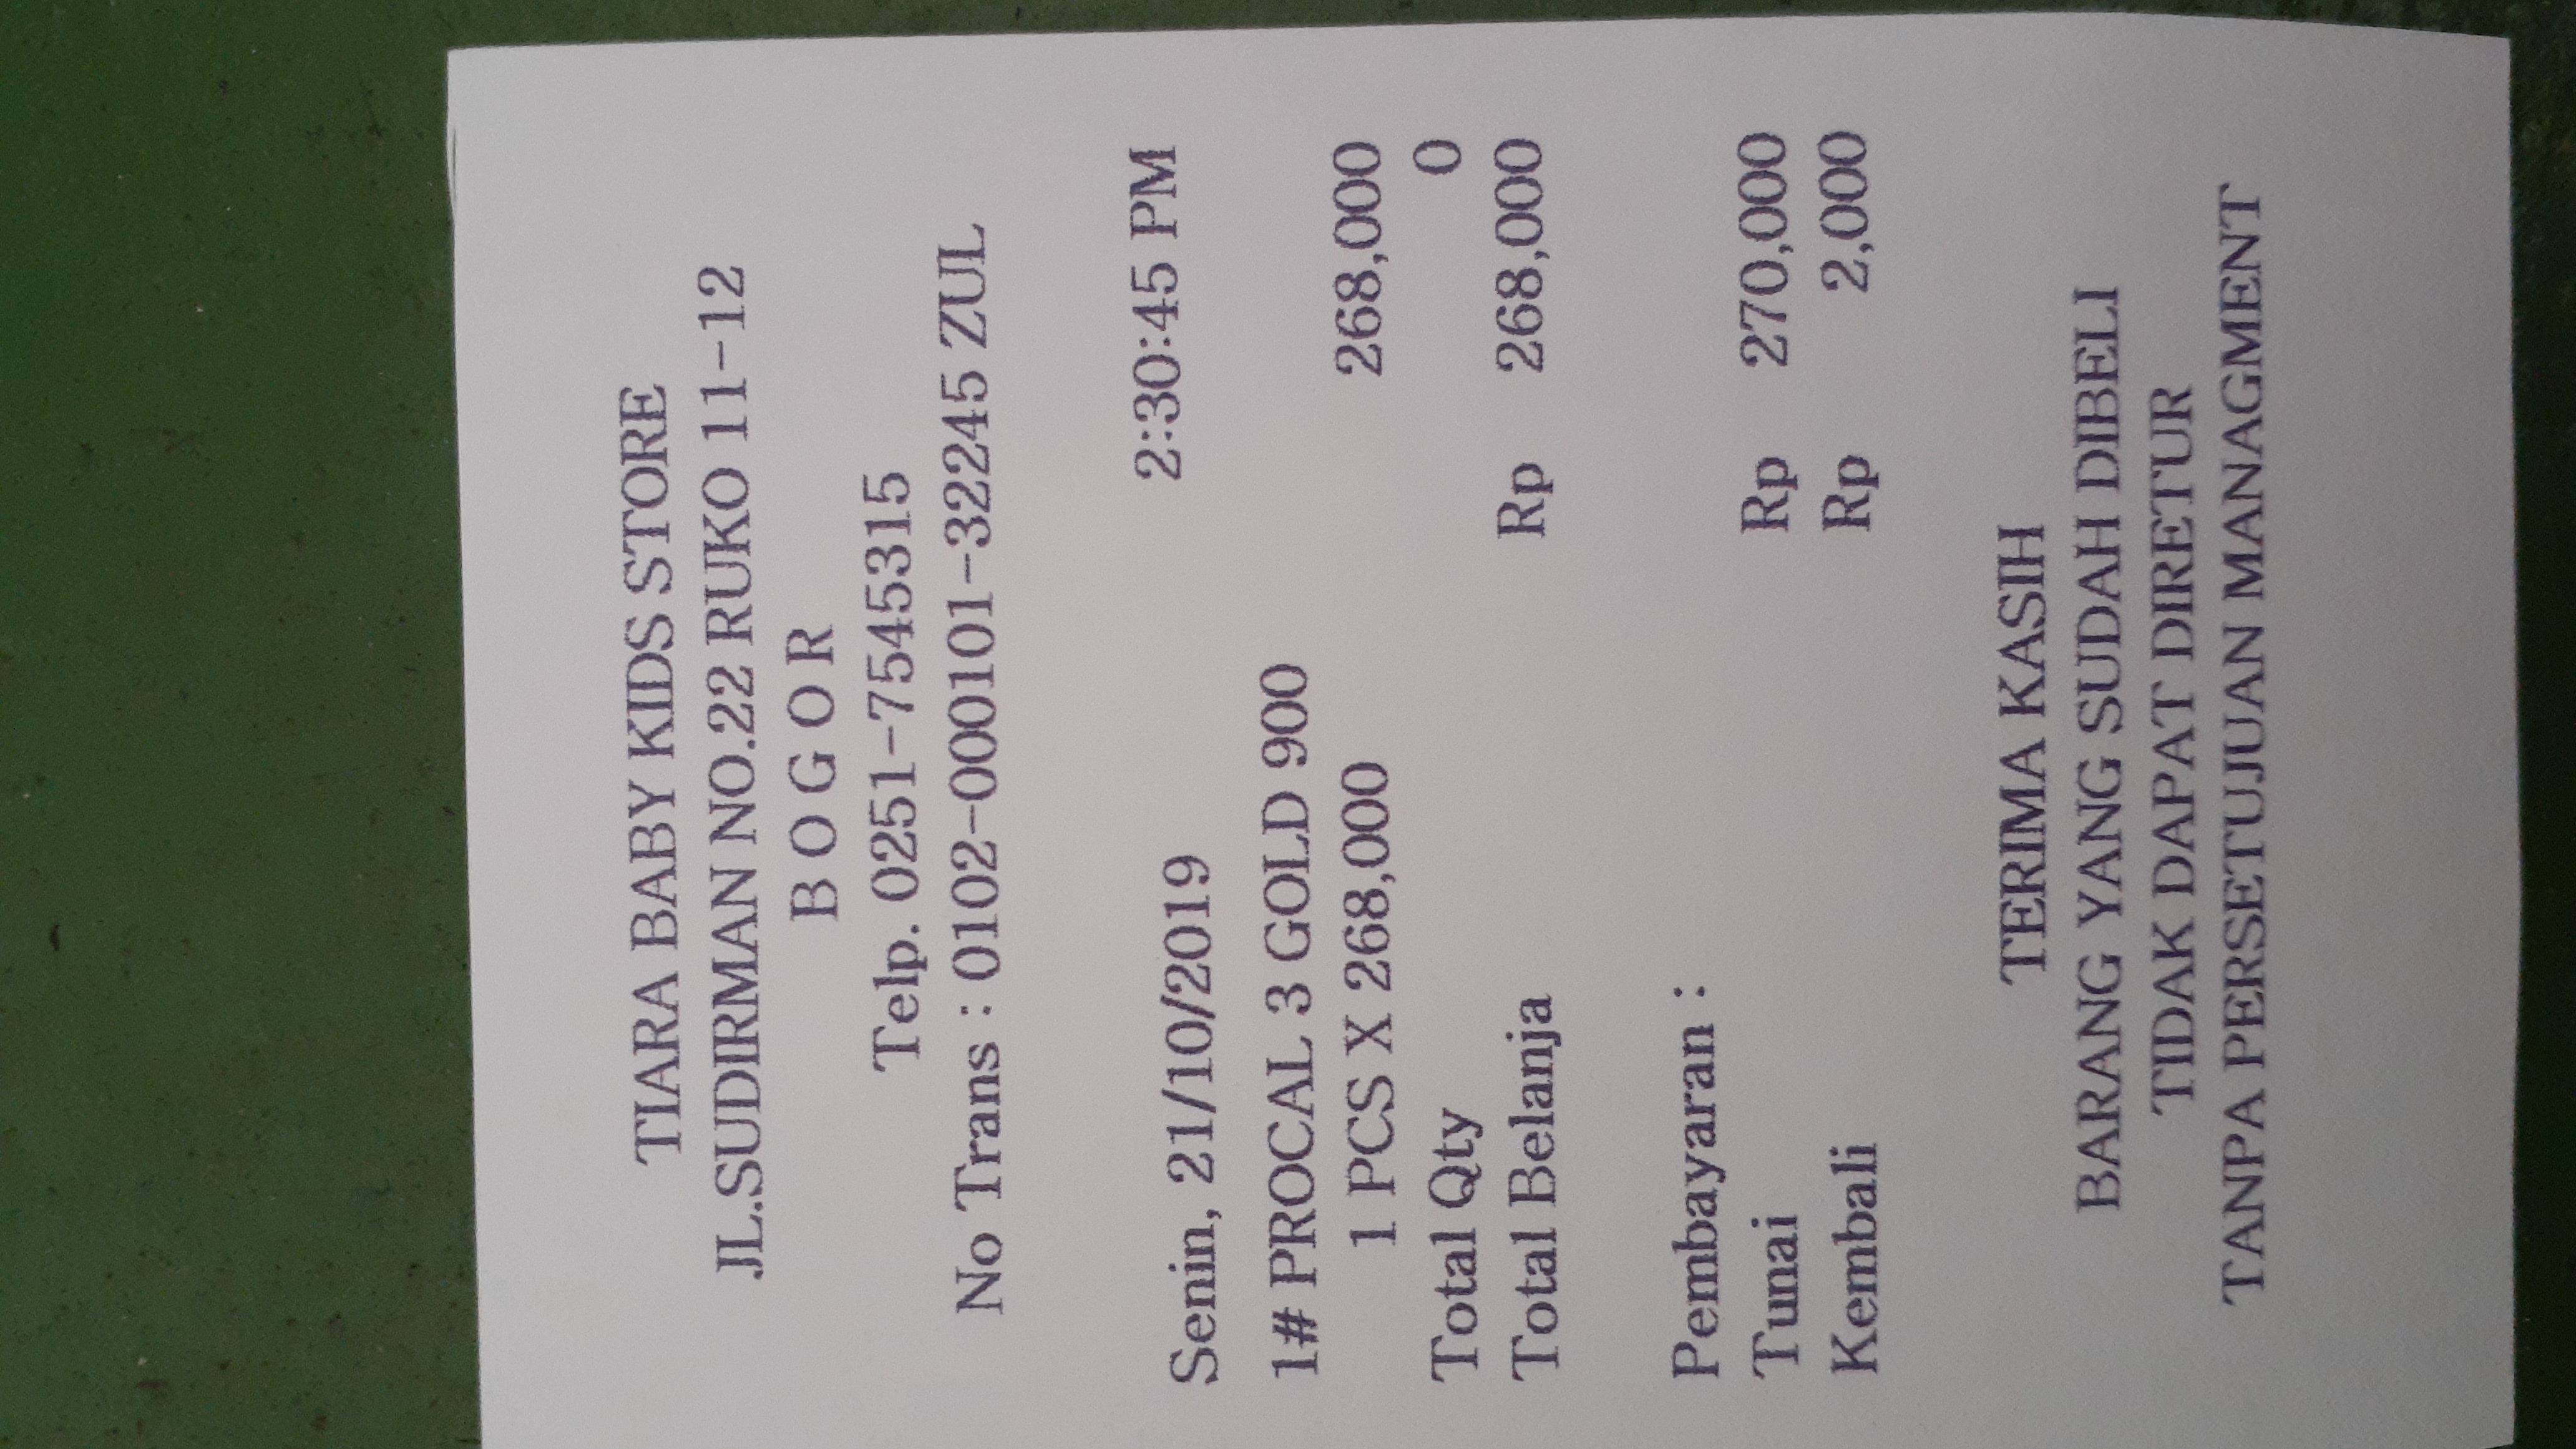 TIARA BABY KIDS STORE
JL.SUDIRMAN NO.22 RUKO 11-12
B O G O R
Telp. 0251-7545315
No Trans : 0102-000101-32245 ZUL
Senin, 21/10/2019 2:30:45 PM
1# PROCAL 3 GOLD 900
1 PCS X 268,000 268,000
Total Qty 0
Total Belanja Rp 268,000
Pembayaran :
Tunai Rp 270,000
Kembali Rp 2,000
TERIMA KASIH
BARANG YANG SUDAH DIBELI
TIDAK DAPAT DIRETUR
TANPA PERSETUJUAN MANAGMENT